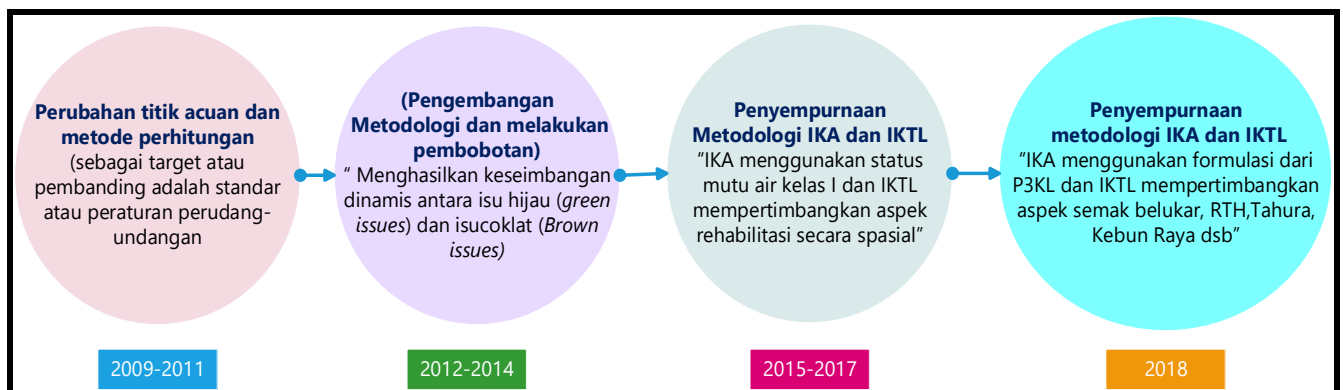 Perubahan titik acuan dan
metode perhitungan
(sebagai target atau
pembanding adalah standar
atau peraturan perudang-
undangan
(Pengembangan
Metodologi dan melakukan
pembobotan)
" Menghasilkan keseimbangan
dinamis antara isu hijau (green
issues) dan isucoklat (Brown
issues)
Penyempurnaan
Metodologi IKA dan IKTL
"IKA menggunakan status
mutu air kelas I dan IKTL
mempertimbangkan aspek
rehabilitasi secara spasial"
Penyempurnaan
metodologi IKA dan IKTL
"IKA menggunakan formulasi dari
P3KL dan IKTL mempertimbangkan
aspek semak belukar, RTH,Tahura,
Kebun Raya dsb"
2009-2011
2012-2014
2015-2017
2018